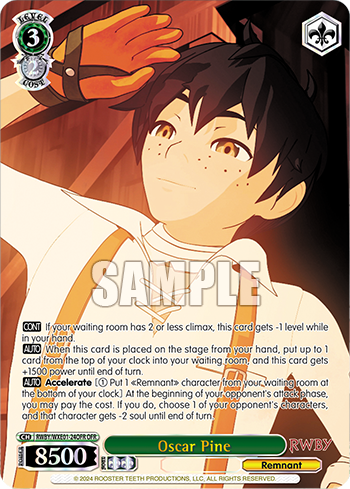 LEVEL
3
2
COST
SAMPLE
CONT If your waiting room has 2 or less climax, this card gets -1 level while
in your hand.
AUTO When this card is placed on the stage from your hand, put up to 1
card from the top of your clock into your waiting room, and this card gets
+1500 power until end of turn.
AUTO Accelerate [① Put 1 «Remnant» character from your waiting room at
the bottom of your clock] At the beginning of your opponent's attack phase,
you may pay the cost. If you do, choose 1 of your opponent's characters,
and that character gets -2 soul until end of turn.
CH RWBY/WXE01-24OFR OFR
Oscar Pine
RWBY
POWER 8500
Remnant
© 2024 ROOSTER TEETH PRODUCTIONS, LLC, ALL RIGHTS RESERVED.